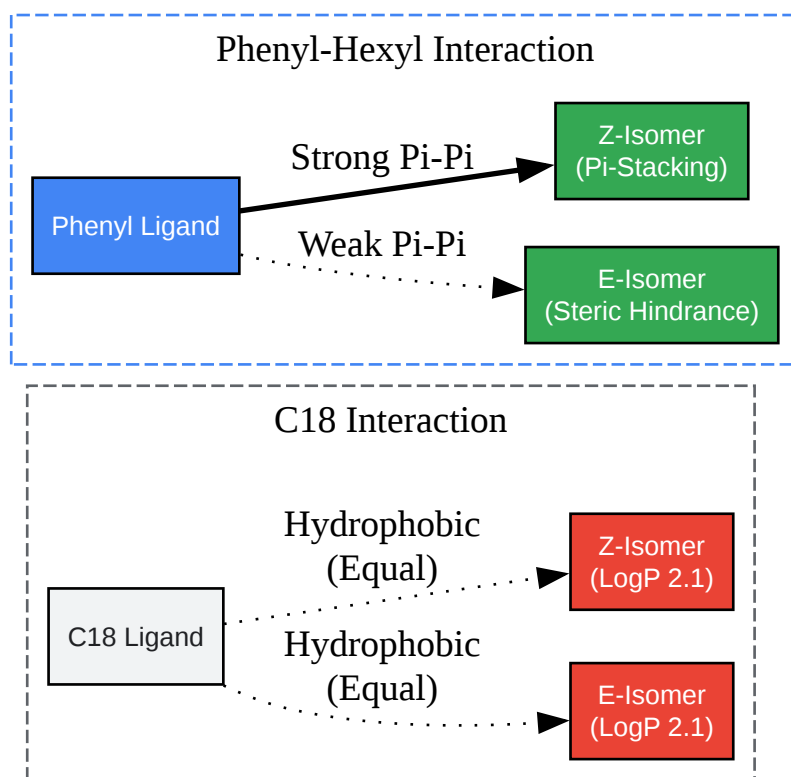 Phenyl-Hexyl Interaction
Strong Pi-Pi
Z-Isomer
(Pi-Stacking)
Phenyl Ligand
Weak Pi-Pi
E-Isomer
(Steric Hindrance)
C18 Interaction
Hydrophobic
(Equal)
Z-Isomer
(LogP 2.1)
C18 Ligand
Hydrophobic
(Equal)
E-Isomer
(LogP 2.1)